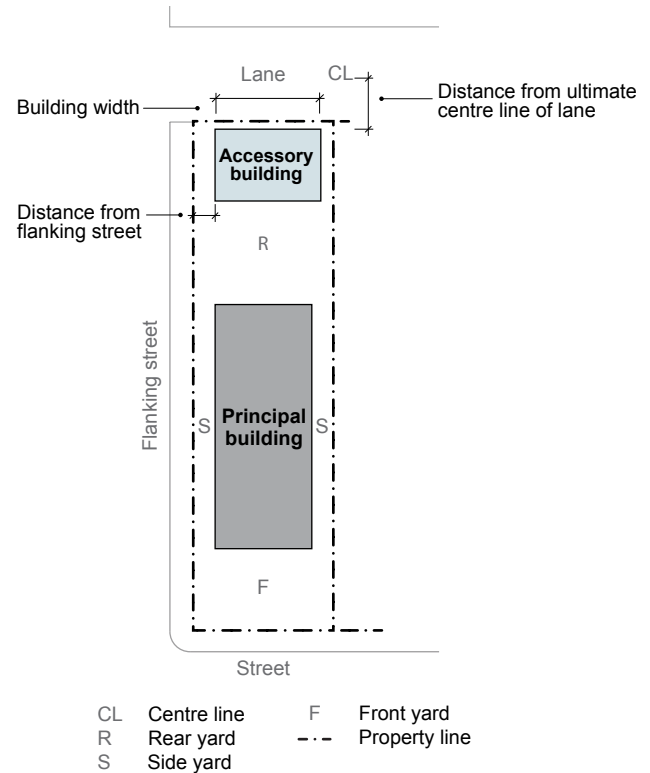 Lane
CL
Distance from ultimate
centre line of lane
Building width
Accessory
building
Distance from
flanking street
R
Flanking street
S
Principal
building
S
F
Street
CL Centre line
R Rear yard
S Side yard
F Front yard
Property line